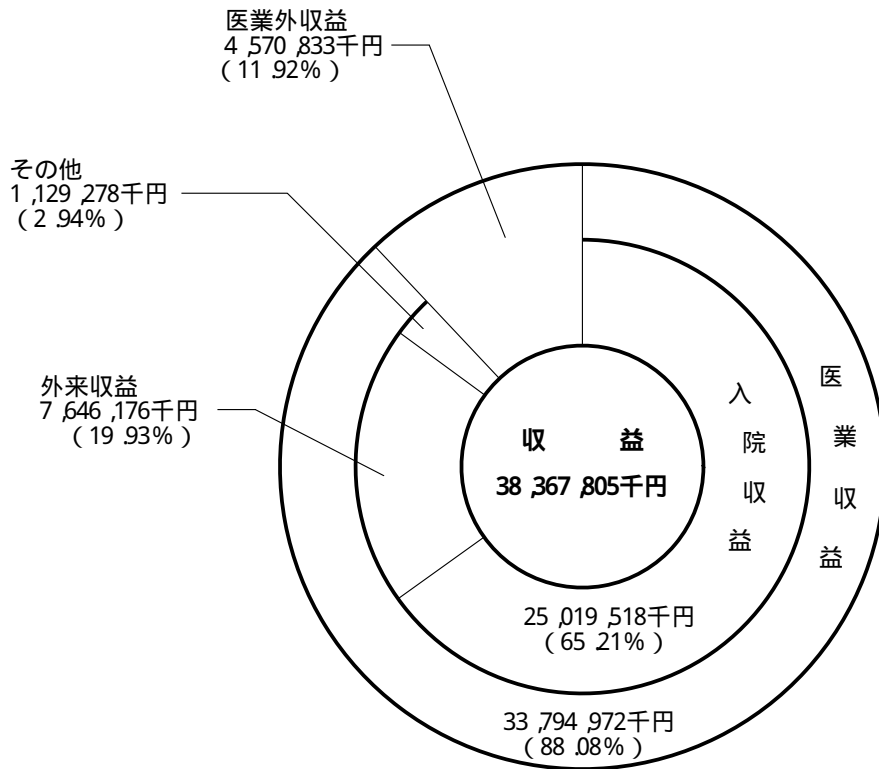 医業外収益
4,570,833千円
(11.92%)
その他
1,129,278千円
(2.94%)
外来収益
7,646,176千円
(19.93%)
収 益
38,367,805千円
入院収益
25,019,518千円
(65.21%)
医業収益
33,794,972千円
(88.08%)